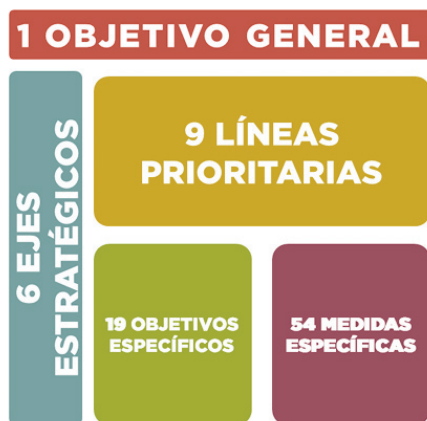 1 OBJETIVO GENERAL
6 EJES
ESTRATÉGICOS
9 LÍNEAS
PRIORITARIAS
19 OBJETIVOS
ESPECÍFICOS
54 MEDIDAS
ESPECÍFICAS